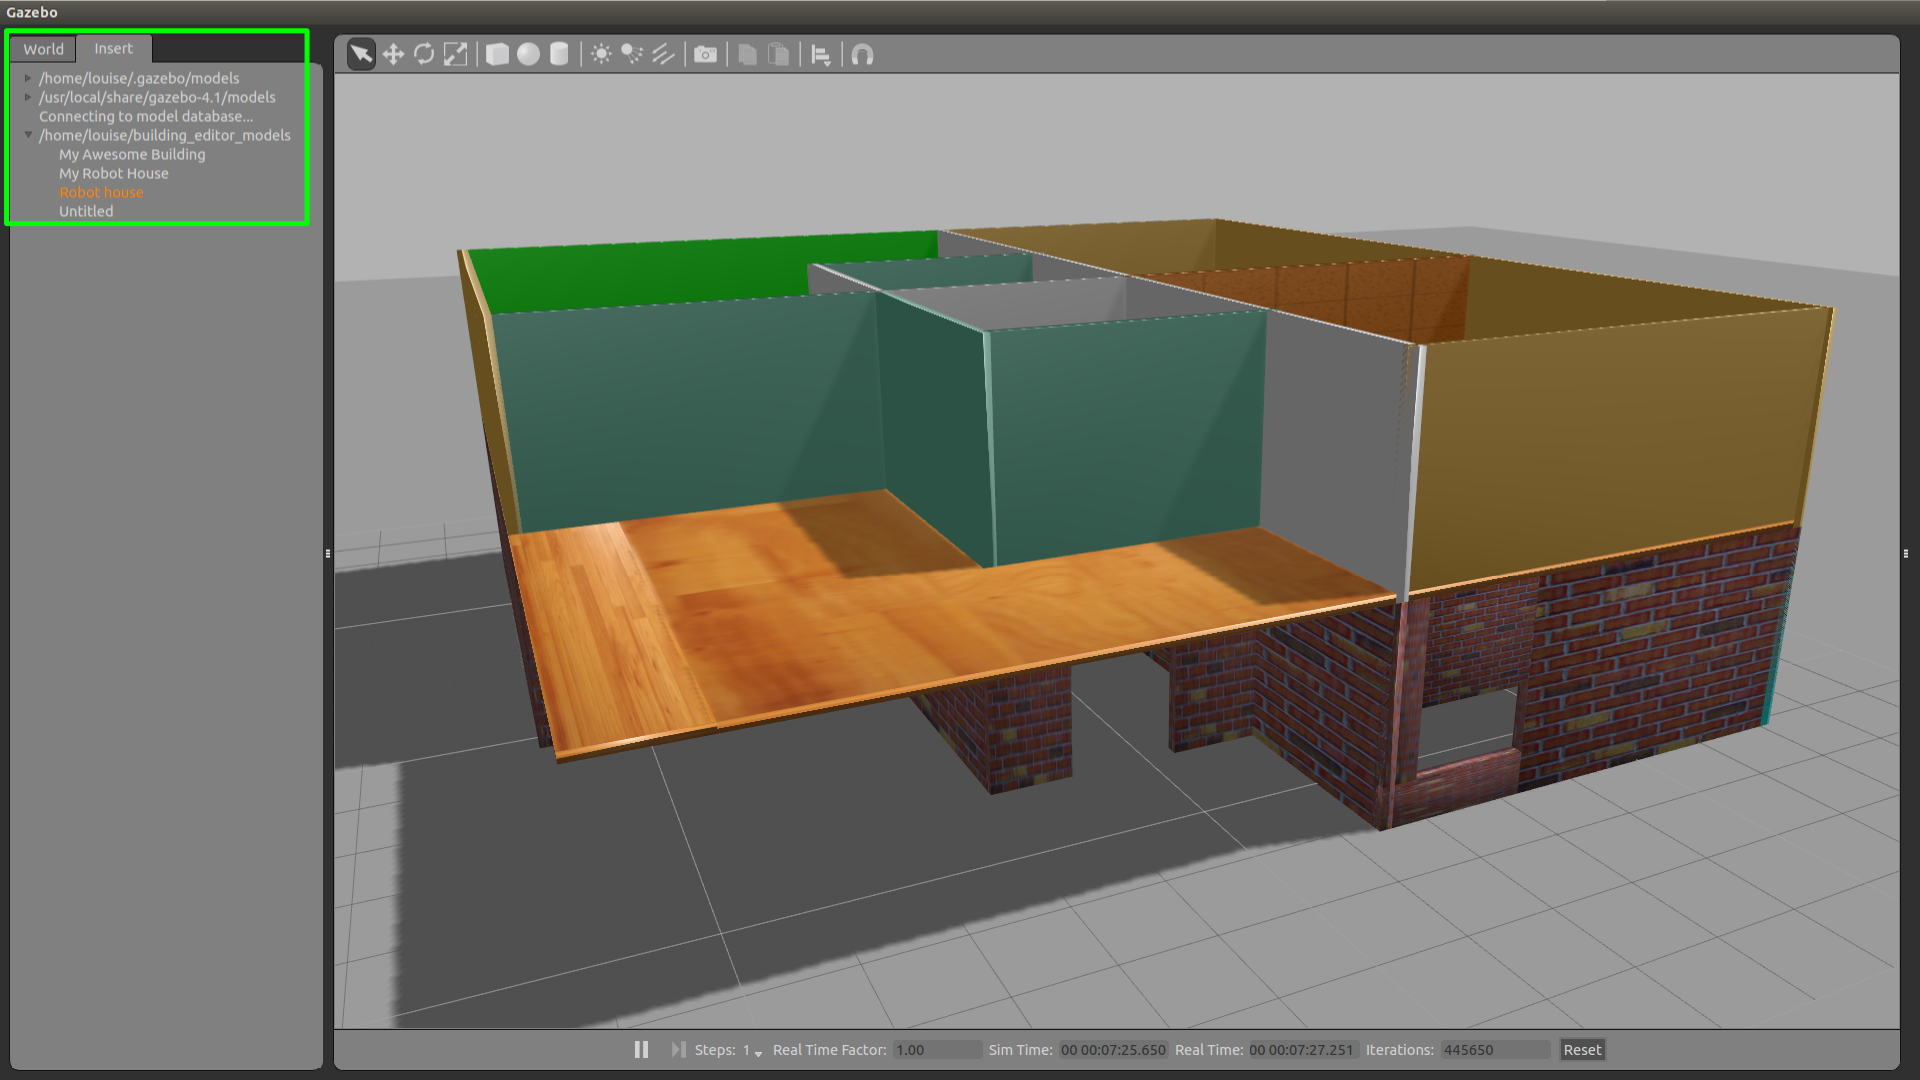 Gazebo
World Insert
/home/louise/.gazebo/models
/usr/local/share/gazebo-4.1/models
Connecting to model database...
/home/louise/building_editor_models
My Awesome Building
My Robot House
Robot house
Untitled
Steps: 1 Real Time Factor: 1.00 Sim Time: 00 00:07:25.650 Real Time: 00 00:07:27.251 Iterations: 445650 Reset